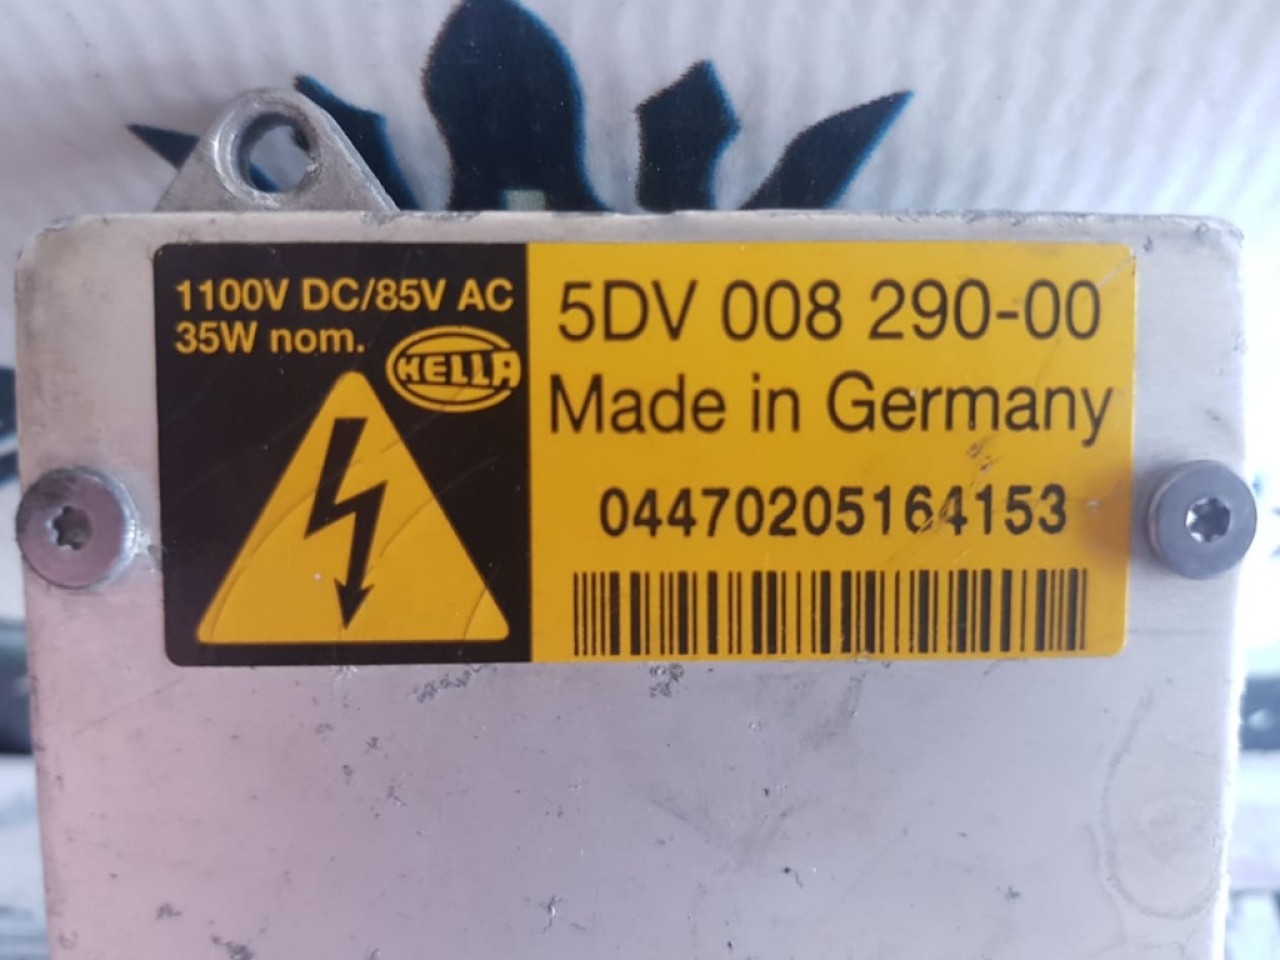 1100V DC/85V AC
35W nom.
HELLA
5DV 008 290-00
Made in Germany
04470205164153